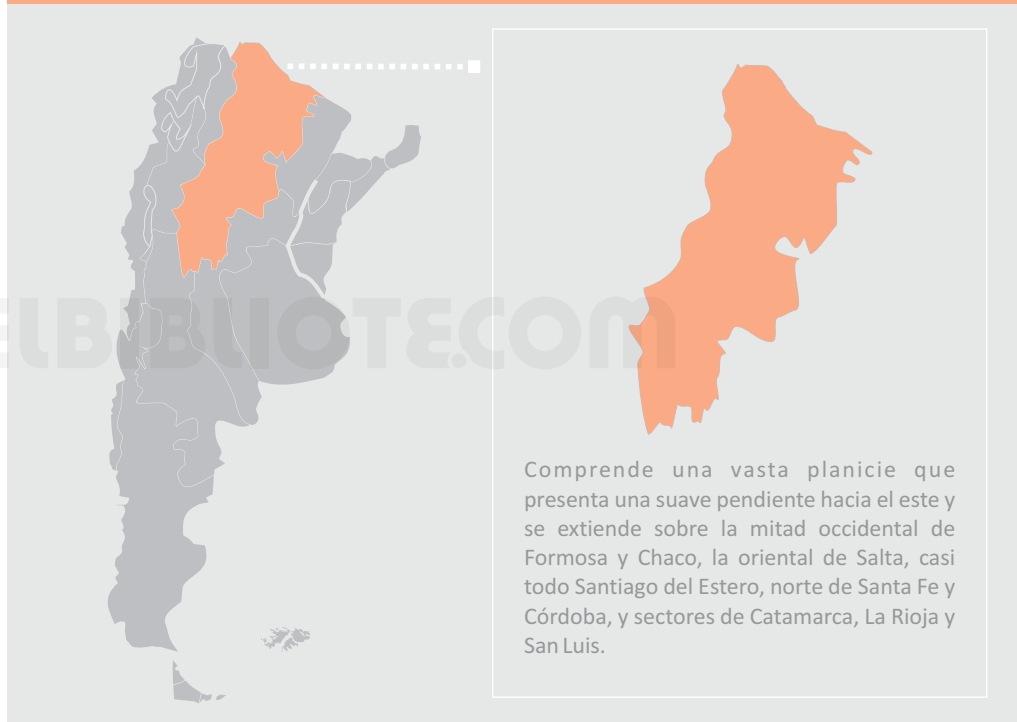 ELBIBLIOTE.COM
Comprende una vasta planicie que
presenta una suave pendiente hacia el este y
se extiende sobre la mitad occidental de
Formosa y Chaco, la oriental de Salta, casi
todo Santiago del Estero, norte de Santa Fe y
Córdoba, y sectores de Catamarca, La Rioja y
San Luis.